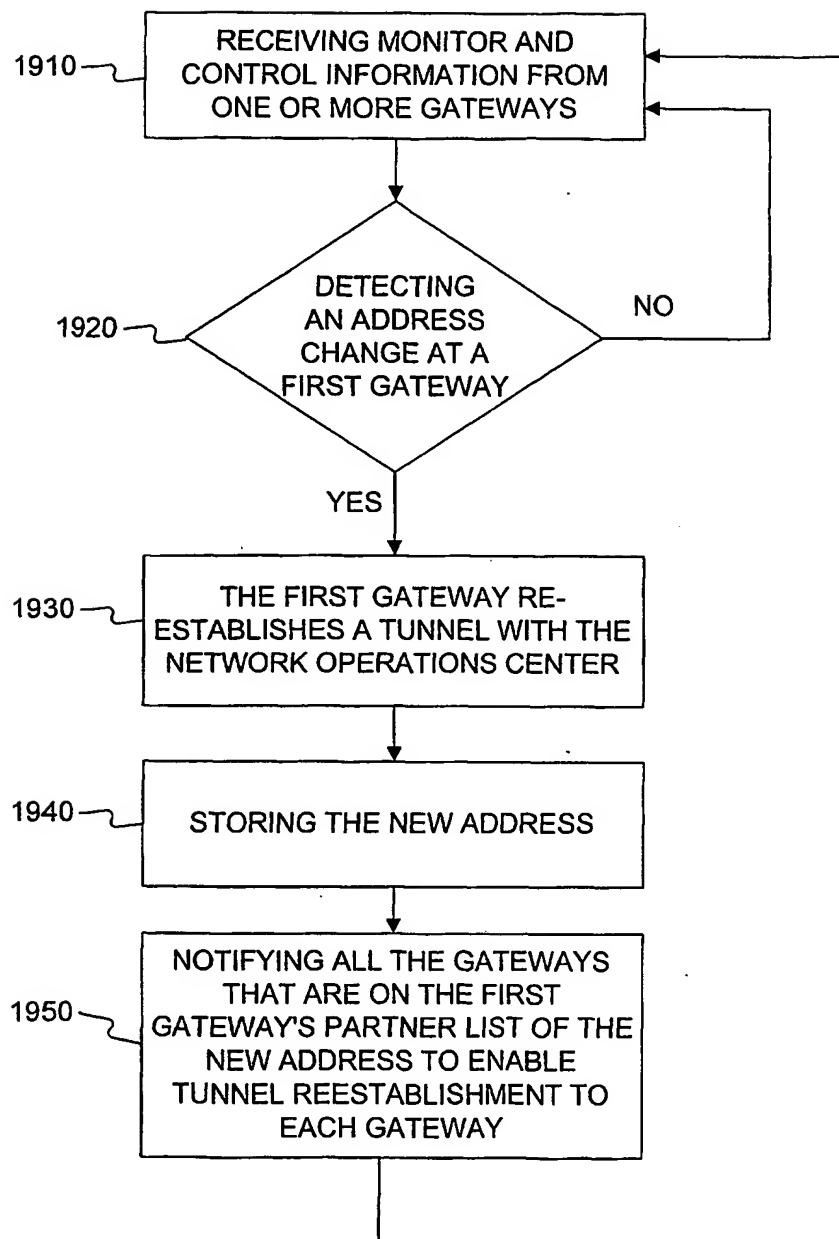 1910
RECEIVING MONITOR AND
CONTROL INFORMATION FROM
ONE OR MORE GATEWAYS
1920
DETECTING
AN ADDRESS
CHANGE AT A
FIRST GATEWAY
NO
YES
1930
THE FIRST GATEWAY RE-
ESTABLISHES A TUNNEL WITH THE
NETWORK OPERATIONS CENTER
1940
STORING THE NEW ADDRESS
1950
NOTIFYING ALL THE GATEWAYS
THAT ARE ON THE FIRST
GATEWAY'S PARTNER LIST OF THE
NEW ADDRESS TO ENABLE
TUNNEL REESTABLISHMENT TO
EACH GATEWAY